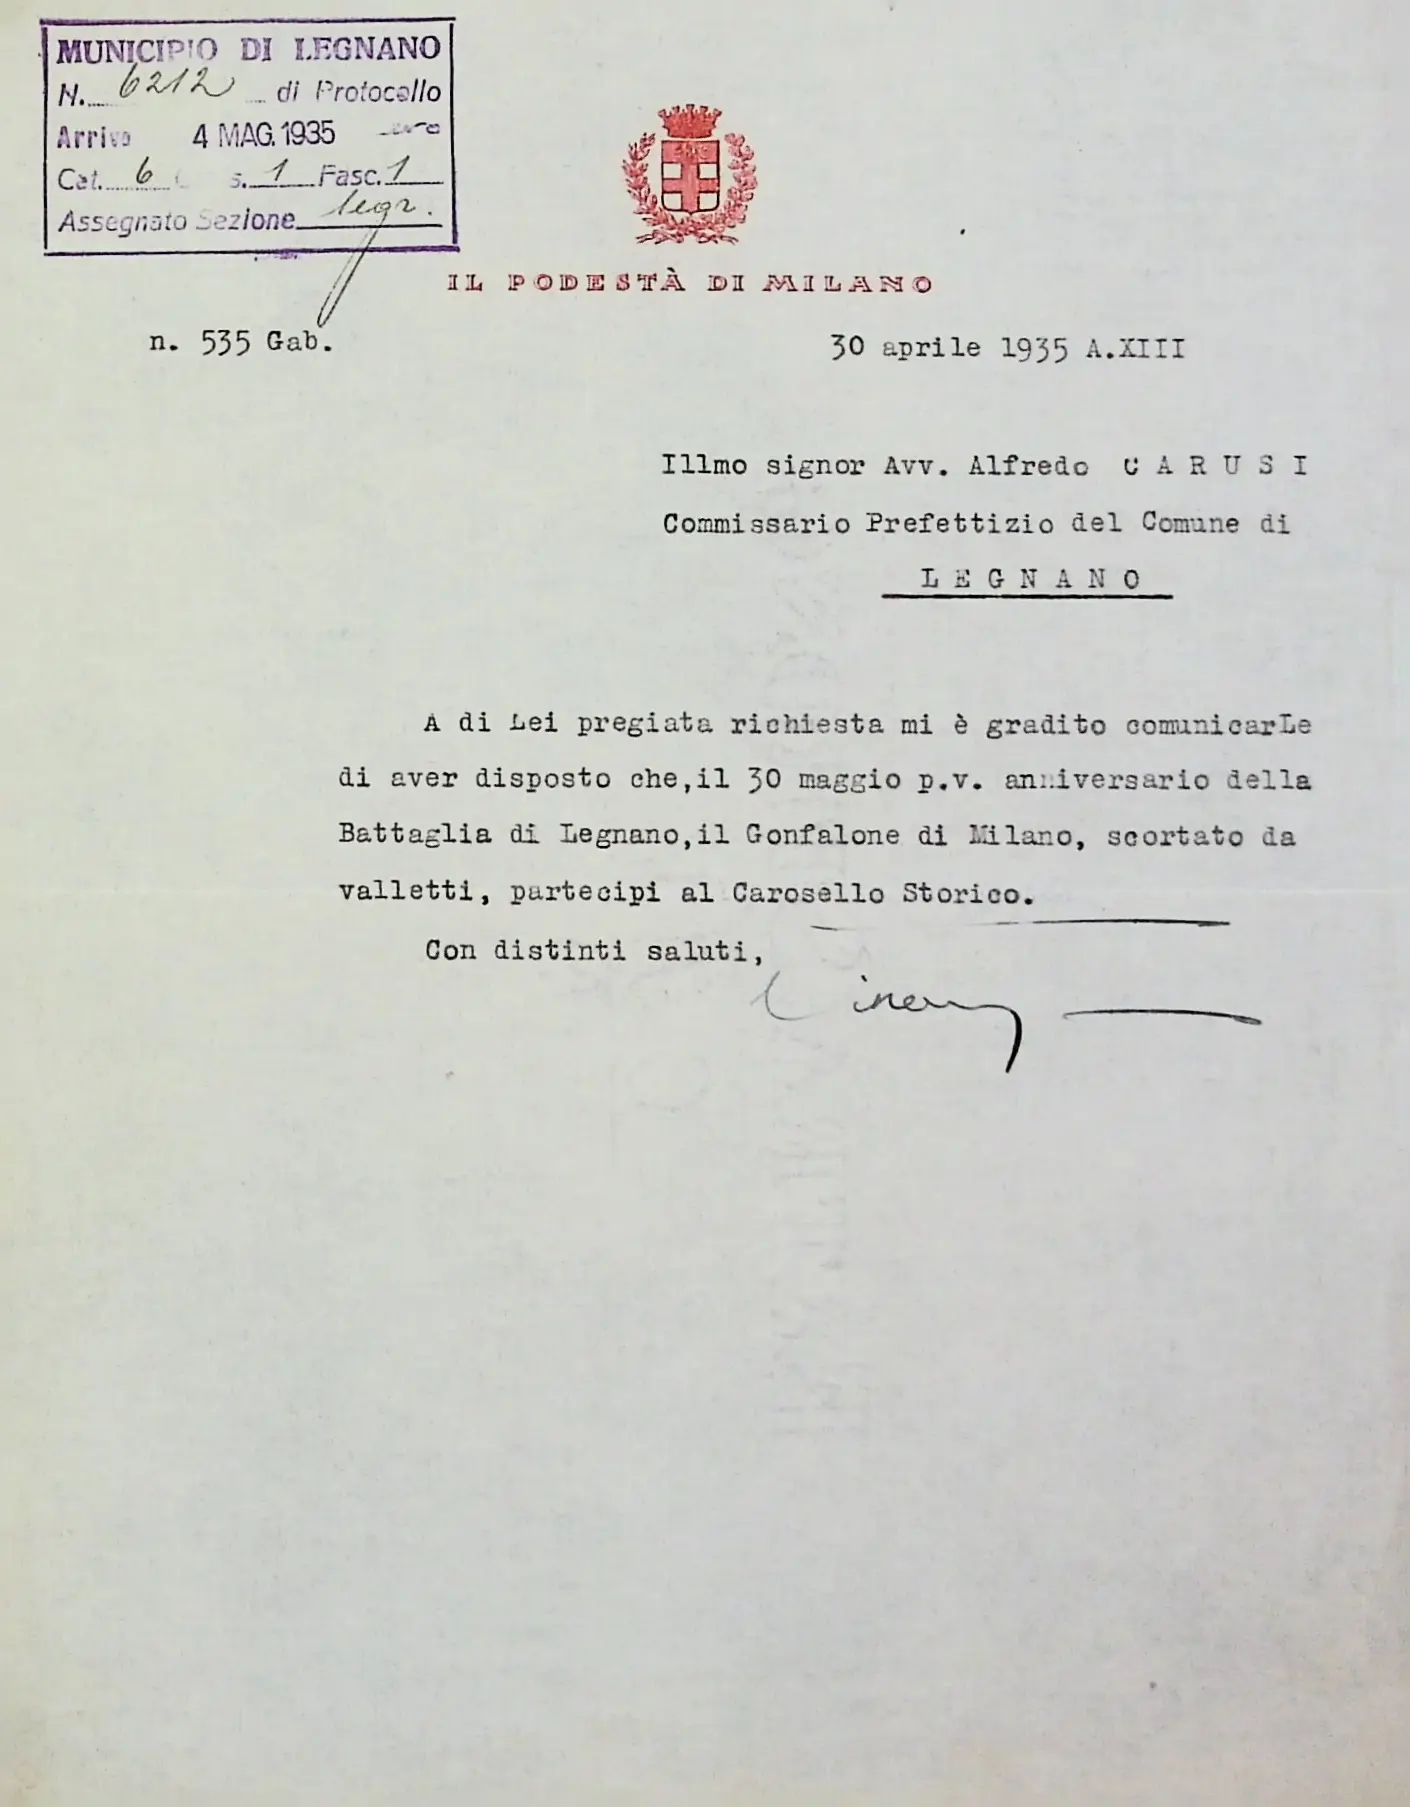 MUNICIPIO DI LEGNANO
N. 6212 di Protocollo
Arrivo 4 MAG. 1935
Cat. 6 s. 1 Fasc. 1
Assegnato Sezione segr.
IL PODESTÀ DI MILANO
n. 535 Gab.
30 aprile 1935 A.XIII
Illmo signor Avv. Alfredo C A R U S I
Commissario Prefettizio del Comune di
L E G N A N O
A di Lei pregiata richiesta mi è gradito comunicarLe
di aver disposto che,il 30 maggio p.v. anniversario della
Battaglia di Legnano,il Gonfalone di Milano, scortato da
valletti, partecipi al Carosello Storico.
Con distinti saluti,